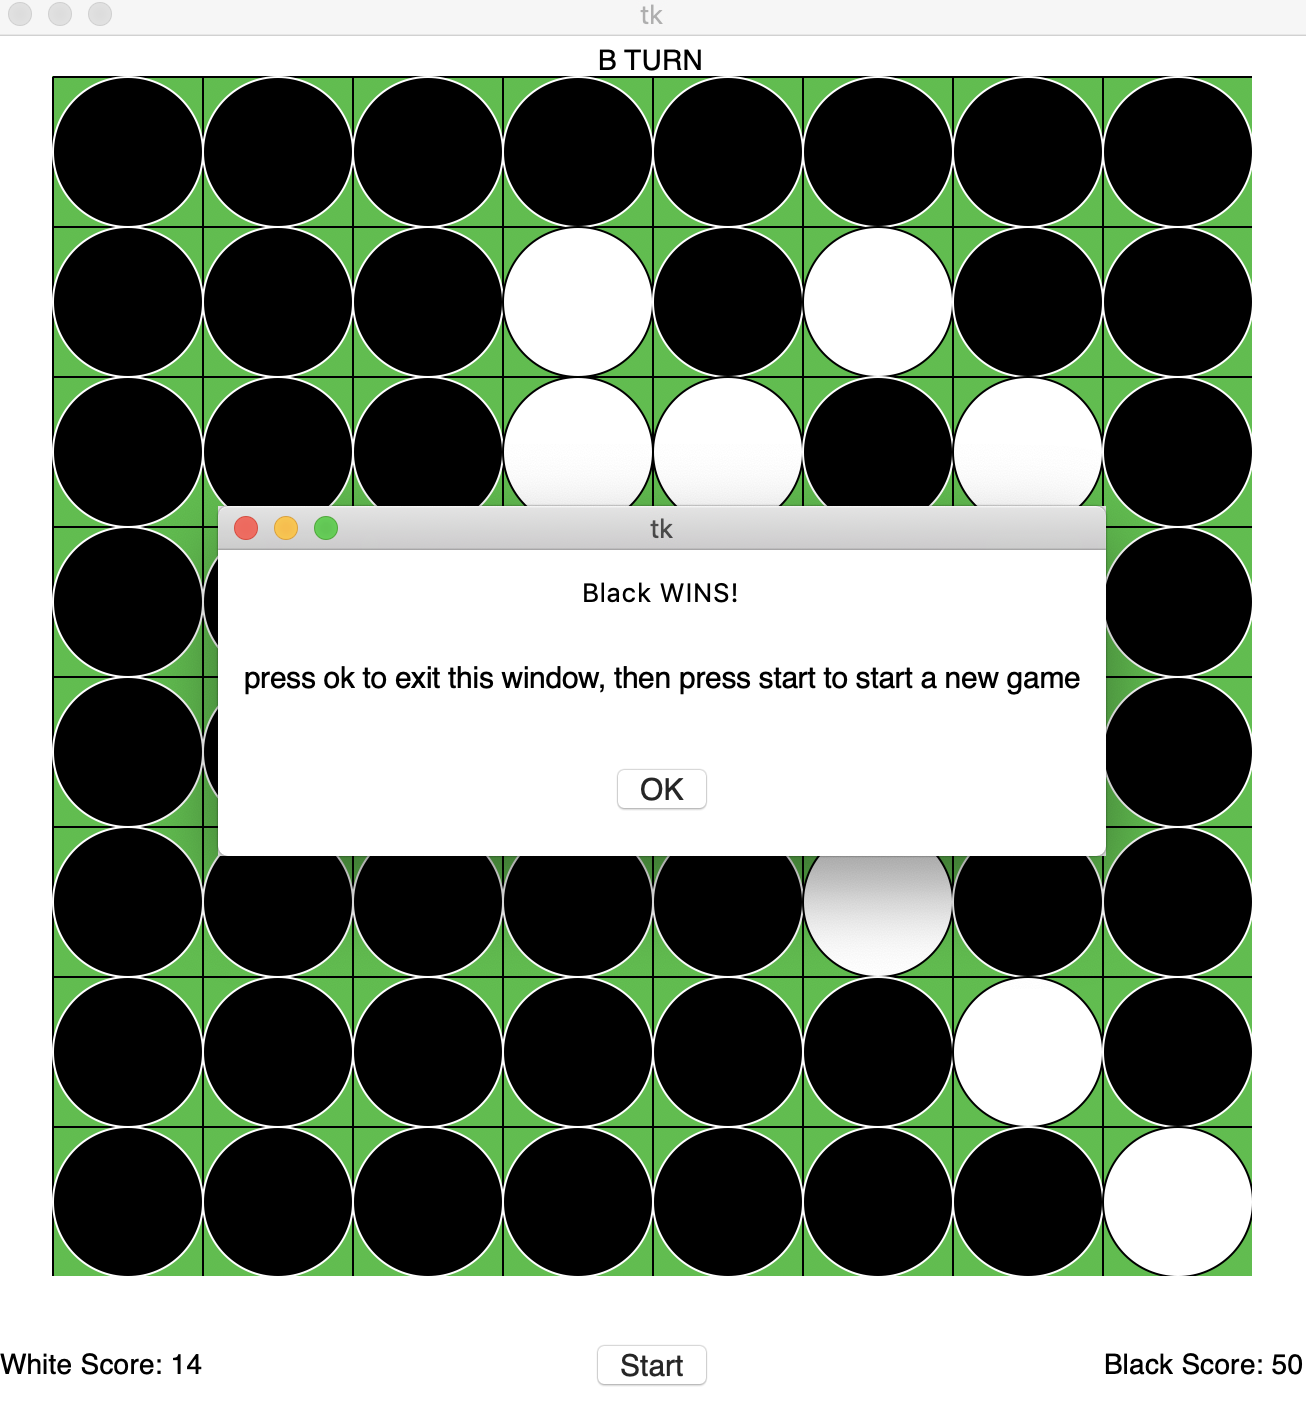 tk
B TURN
tk
Black WINS!
press ok to exit this window, then press start to start a new game
OK
White Score: 14
Start
Black Score: 50